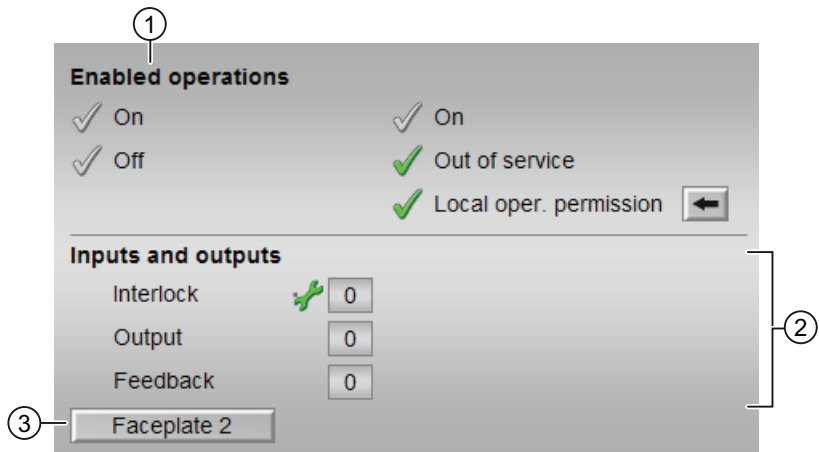 1
Enabled operations
On On
Off Out of service
Local oper. permission
Inputs and outputs
Interlock 0
Output 0
2
Feedback 0
3 Faceplate 2